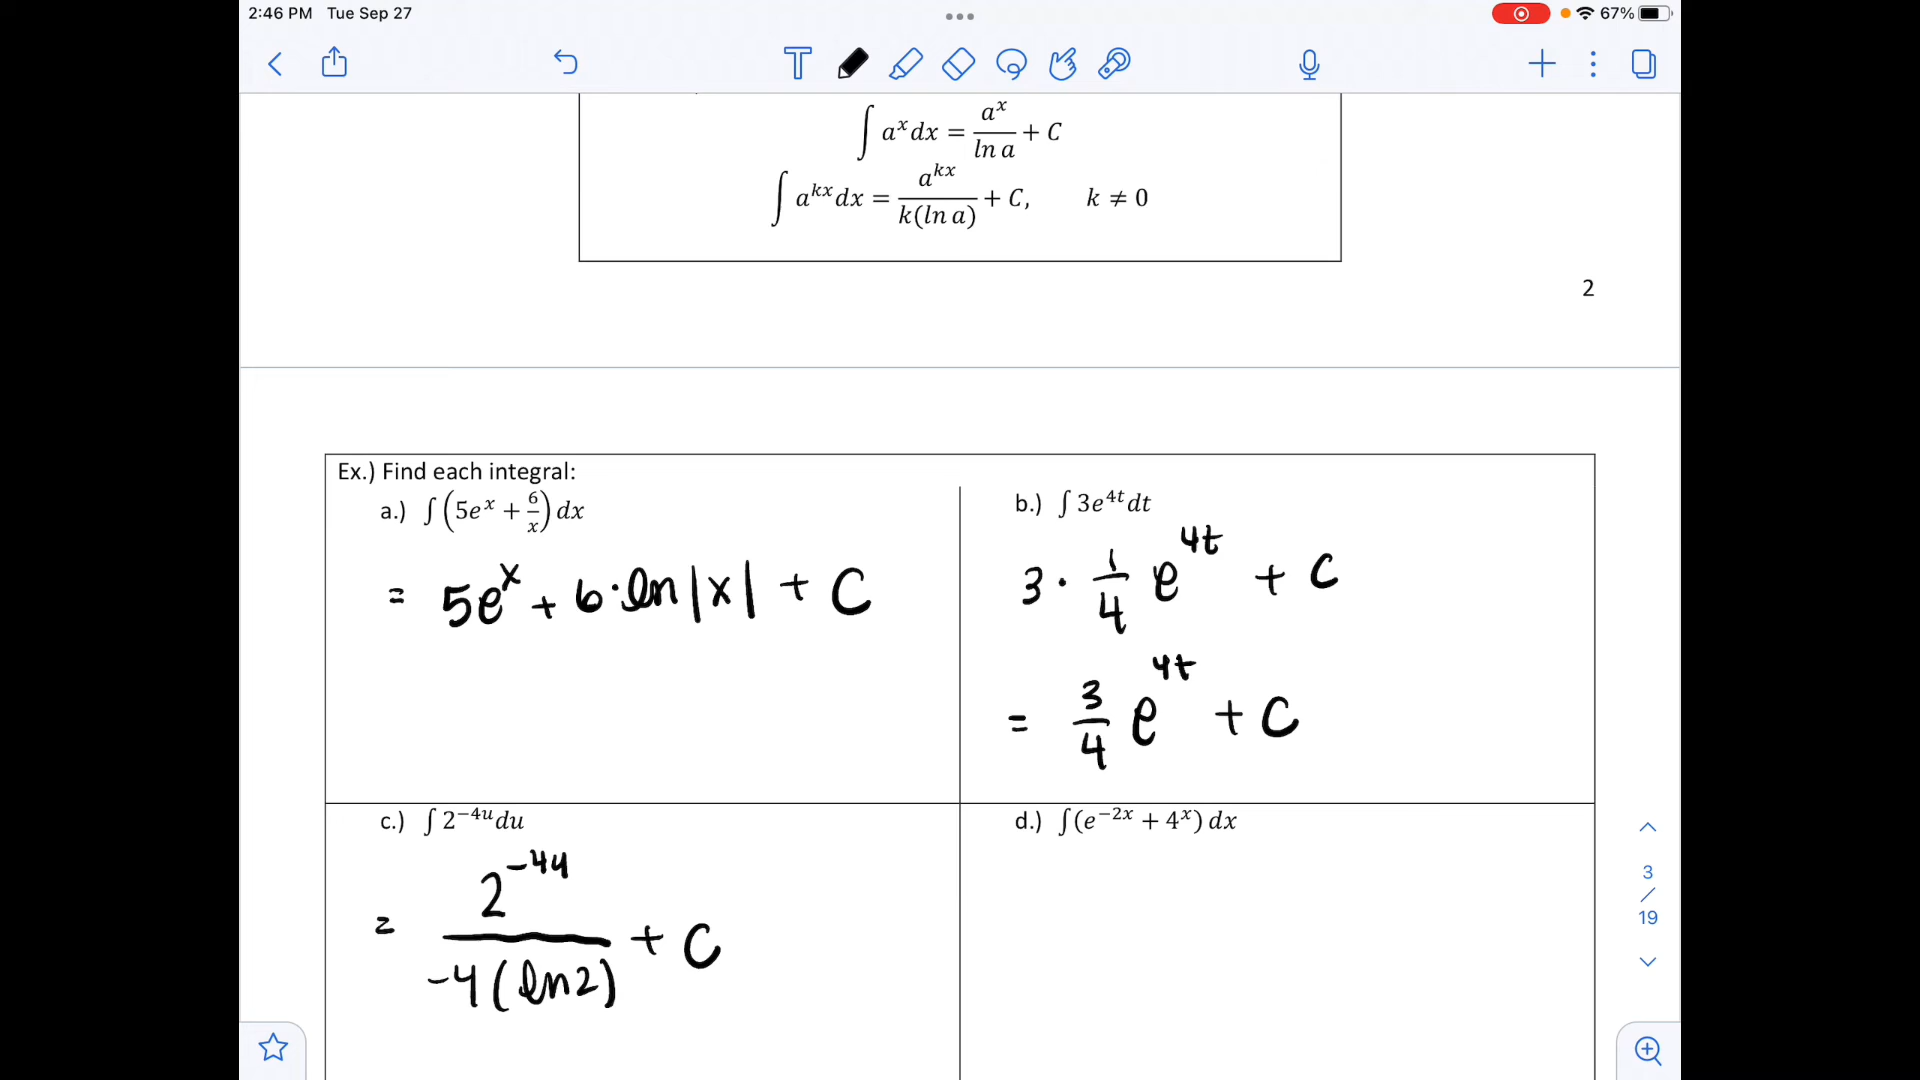 2:46 PM Tue Sep 27
67%
∫ a^x dx = a^x / ln a + C
∫ a^{kx} dx = a^{kx} / k(ln a) + C, k ≠ 0
2
Ex.) Find each integral:
a.) ∫ (5e^x + 6/x) dx
= 5e^x + 6·ln|x| + C
b.) ∫ 3e^{4t} dt
3 · 1/4 e^{4t} + C
= 3/4 e^{4t} + C
c.) ∫ 2^{-4u} du
= 2^{-4u} / -4(ln2) + C
d.) ∫(e^{-2x} + 4^x) dx
3
/
19